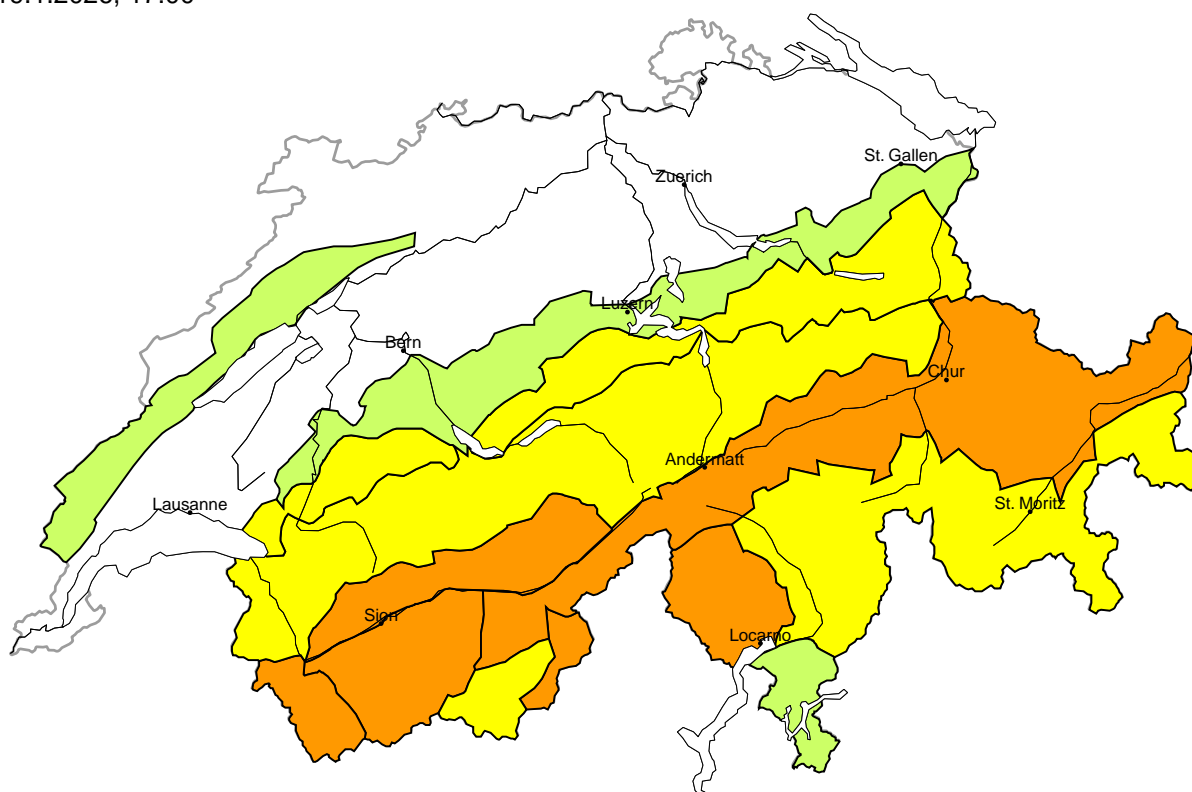 St. Gallen
Zuerich
Luzern
Bern
Chur
Andermatt
Lausanne
St. Moritz
Sion
Locarno